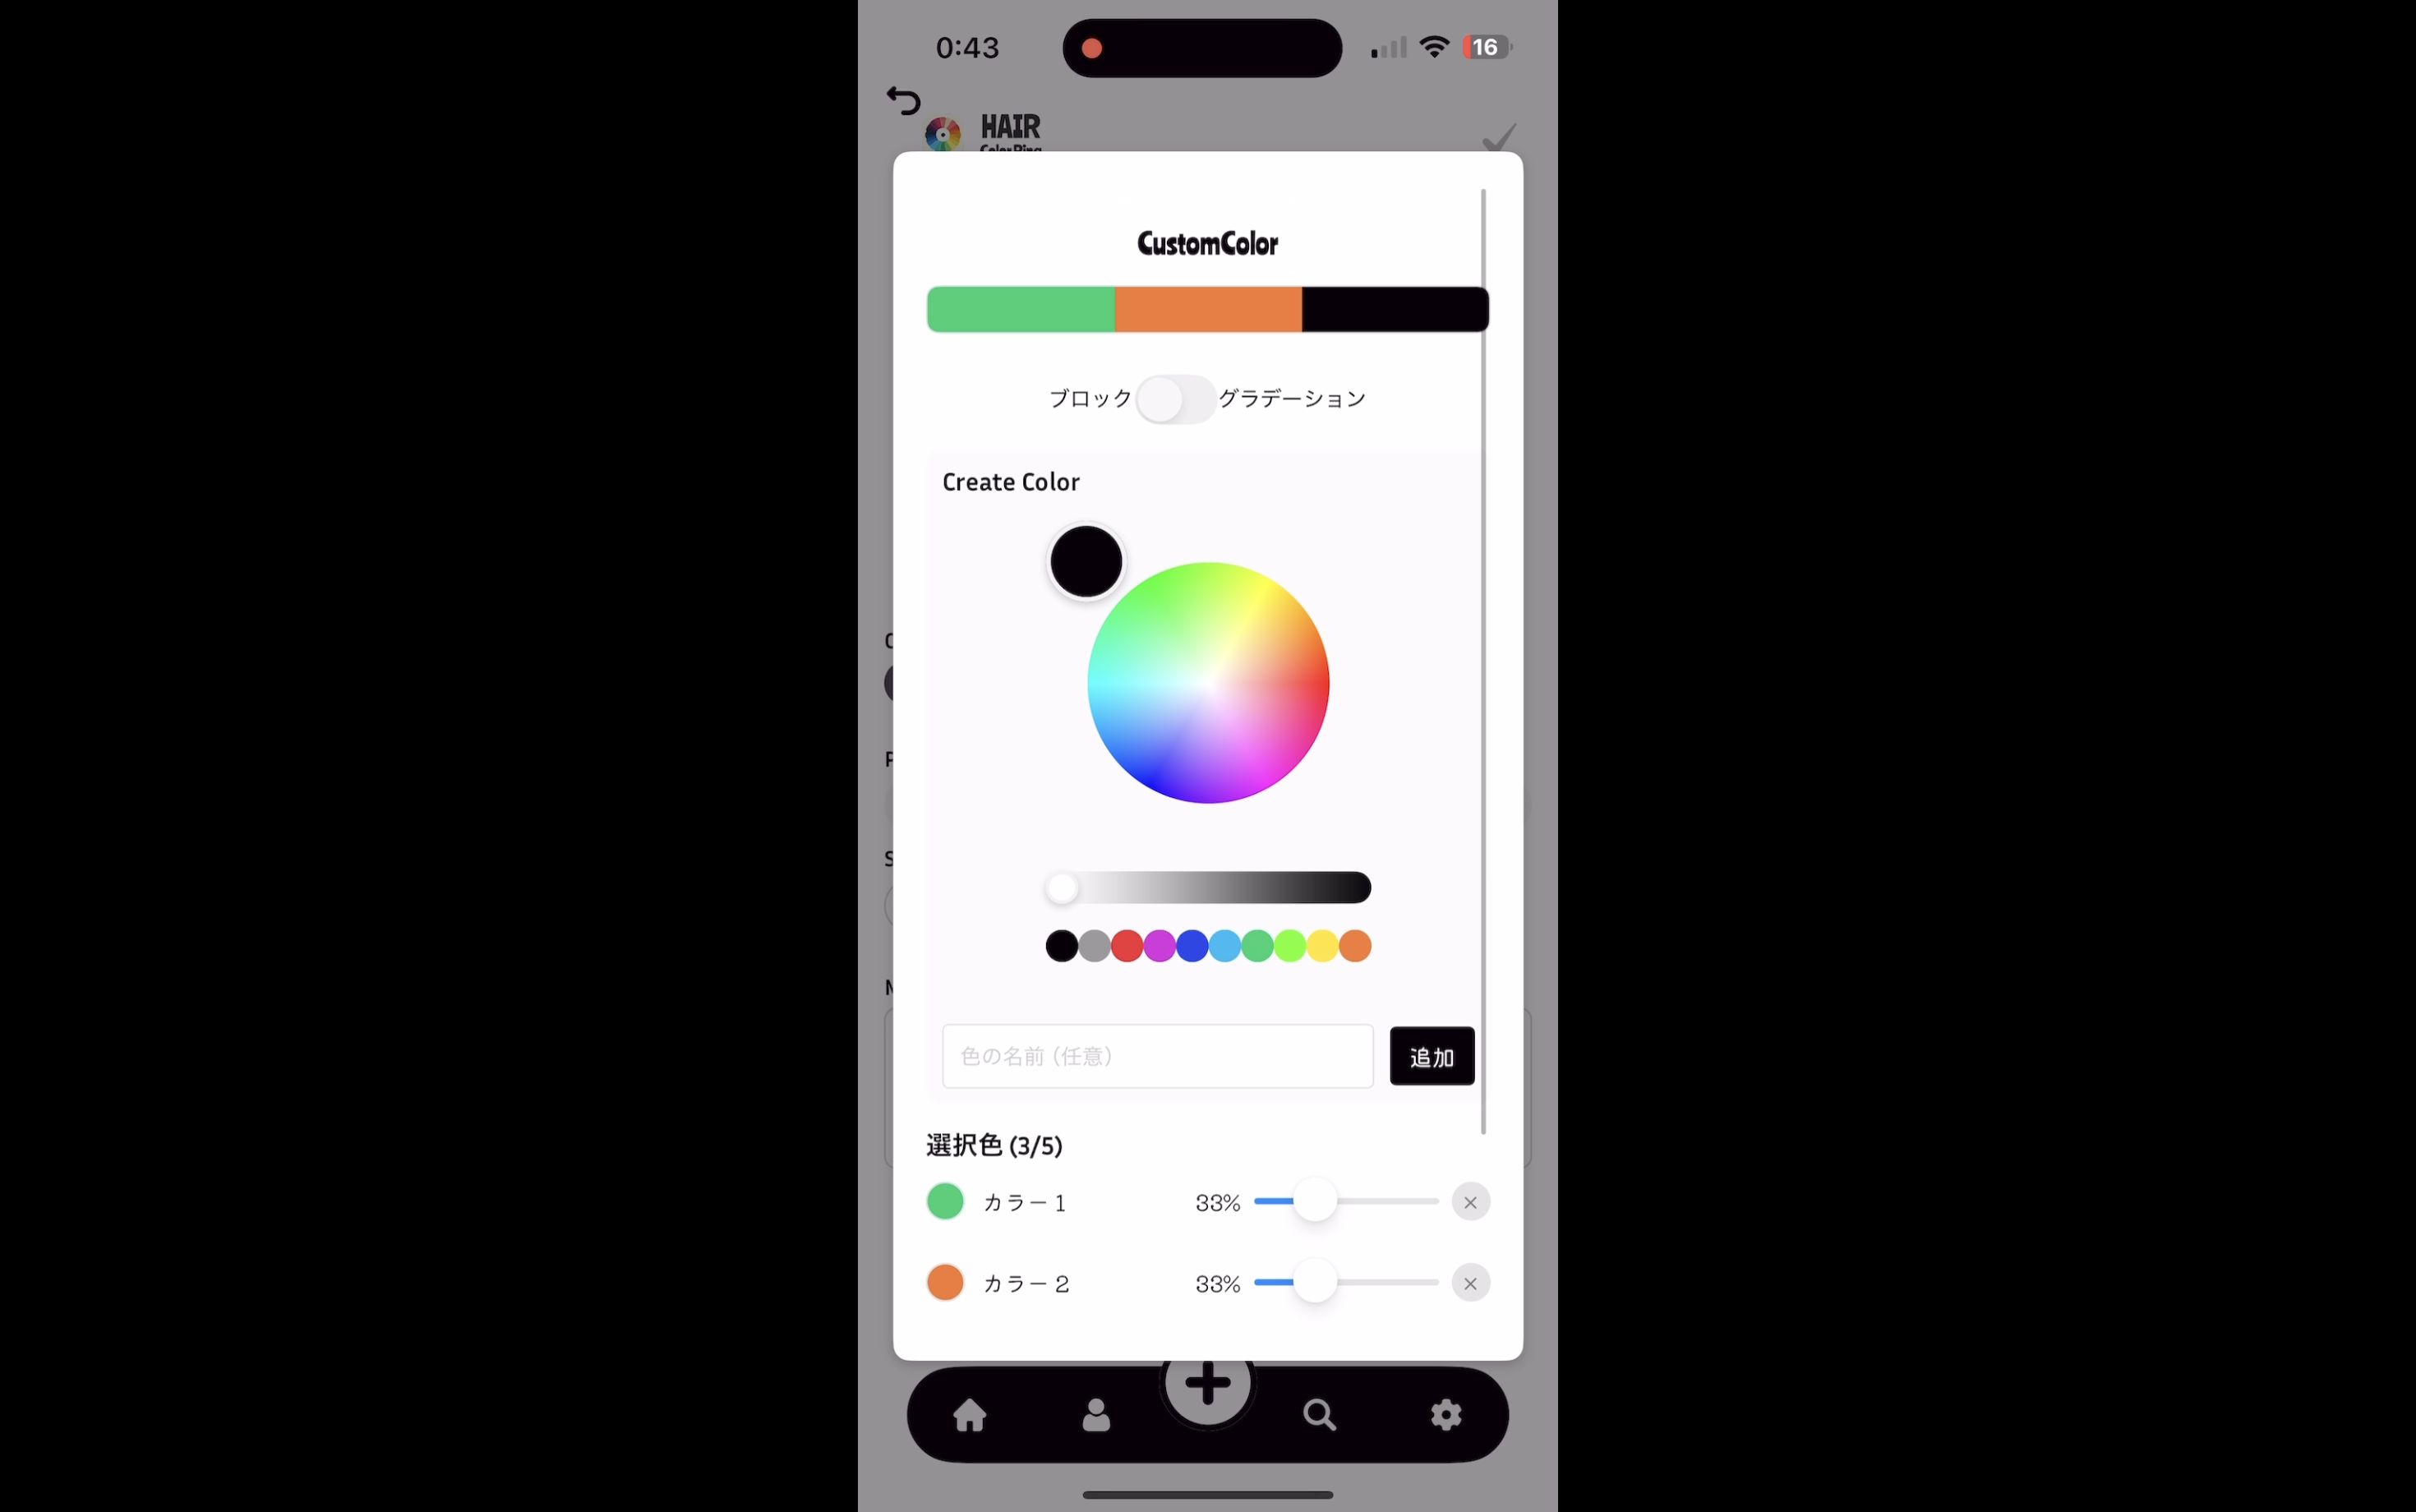 0:43
16
HAIR
ColorRing
CustomColor
ブロック
グラデーション
Create Color
色の名前 (任意)
追加
選択色 (3/5)
カラー 1
33%
×
カラー 2
33%
×